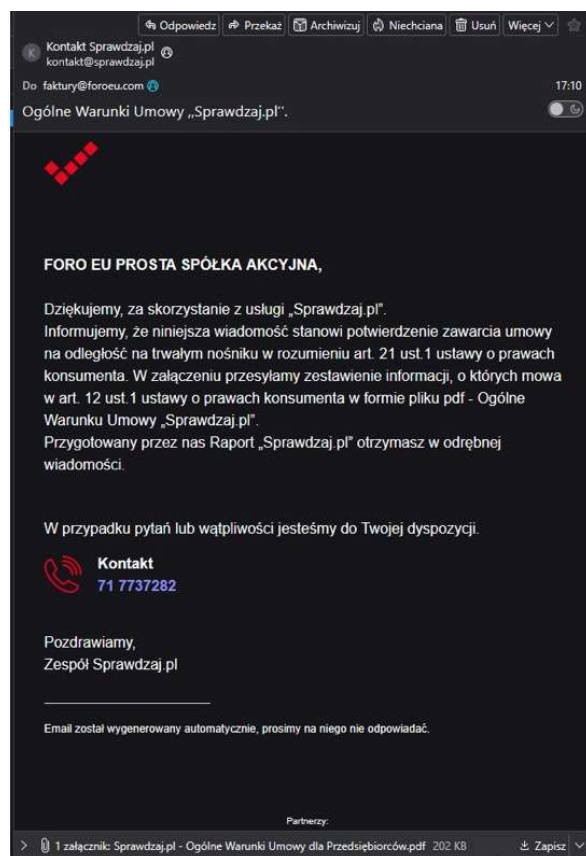 Odpowiedz Przekaż Archiwizuj Niechciana Usuń Więcej
K Kontakt Sprawdzaj.pl
kontakt@sprawdzaj.pl
Do faktury@foroeu.com 17:10
Ogólne Warunki Umowy „Sprawdzaj.pl”.
FORO EU PROSTA SPÓŁKA AKCYJNA,
Dziękujemy, za skorzystanie z usługi „Sprawdzaj.pl”.
Informujemy, że niniejsza wiadomość stanowi potwierdzenie zawarcia umowy
na odległość na trwałym nośniku w rozumieniu art. 21 ust.1 ustawy o prawach
konsumenta. W załączeniu przesyłamy zestawienie informacji, o których mowa
w art. 12 ust.1 ustawy o prawach konsumenta w formie pliku pdf - Ogólne
Warunku Umowy „Sprawdzaj.pl”.
Przygotowany przez nas Raport „Sprawdzaj.pl” otrzymasz w odrębnej
wiadomości.
W przypadku pytań lub wątpliwości jesteśmy do Twojej dyspozycji.
Kontakt
71 7737282
Pozdrawiamy,
Zespół Sprawdzaj.pl
Email został wygenerowany automatycznie, prosimy na niego nie odpowiadać.
Partnerzy:
1 załącznik: Sprawdzaj.pl - Ogólne Warunki Umowy dla Przedsiębiorców.pdf 202 KB Zapisz